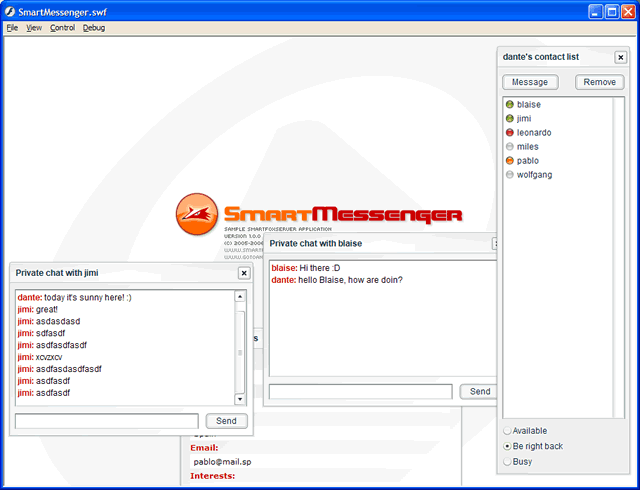 SmartMessenger.swf
File View Control Debug
dante's contact list
Message Remove
blaise
jimi
leonardo
miles
pablo
wolfgang
Available
Be right back
Busy
SmartMessenger
SAMPLE SMARTFOXSERVER APPLICATION
VERSION 1.0.0
(C) 2005-2006
WWW.SMART
WWW.GOTOAN
Private chat with blaise
blaise: Hi there :D
dante: hello Blaise, how are doin?
Send
Private chat with jimi
dante: today it's sunny here! :)
jimi: great!
jimi: asdasdasd
jimi: sdfasdf
jimi: asdfasdfasdf
jimi: xcvzxcv
jimi: asdfasdasdfasdf
jimi: asdfasdf
jimi: asdfasdf
Send
s
Email:
pablo@mail.sp
Interests: